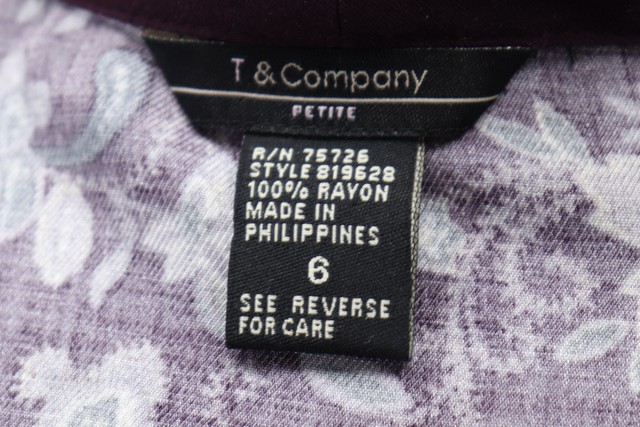 T & Company
PETITE
R/N 75726
STYLE 819628
100% RAYON
MADE IN
PHILIPPINES
6
SEE REVERSE
FOR CARE